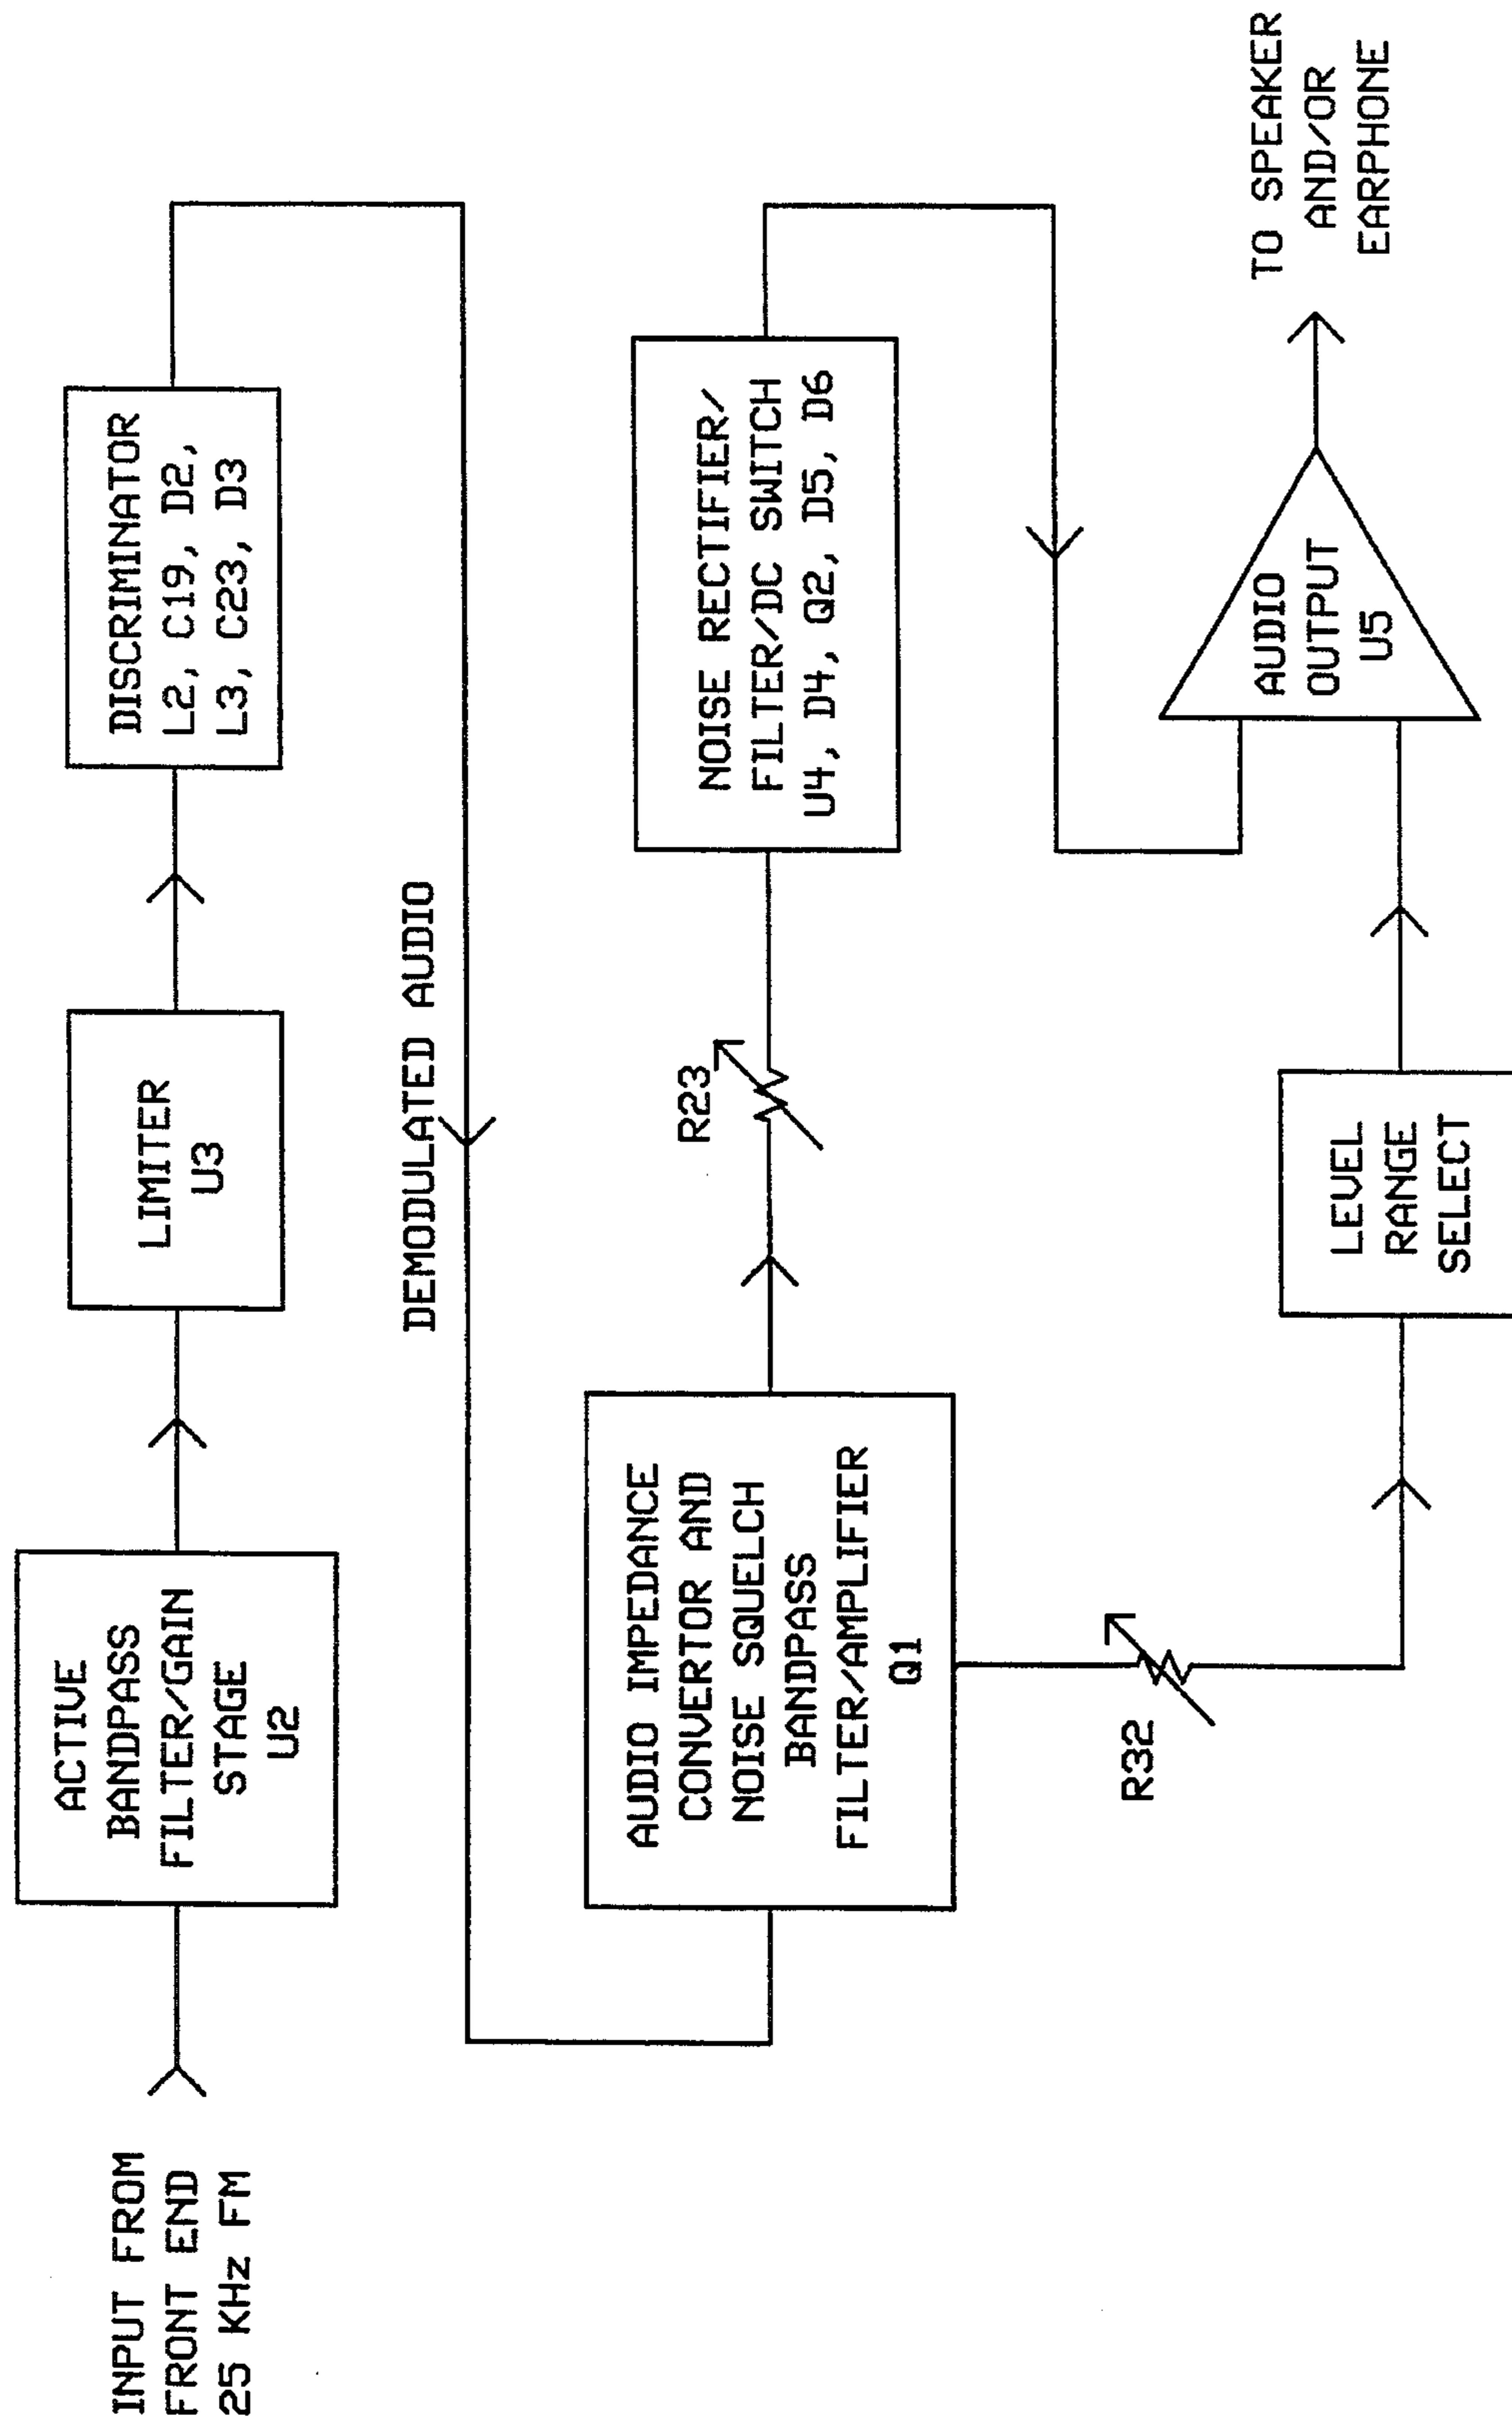 INPUT FROM
FRONT END
25 KHz FM
ACTIVE
BANDPASS
FILTER/GAIN
STAGE
U2
LIMITER
U3
DISCRIMINATOR
L2, C19, D2,
L3, C23, D3
DEMODULATED AUDIO
AUDIO IMPEDANCE
CONVERTOR AND
NOISE SQUELCH
BANDPASS
FILTER/AMPLIFIER
Q1
R23
NOISE RECTIFIER/
FILTER/DC SWITCH
U4, D4, Q2, D5, D6
R32
LEVEL
RANGE
SELECT
AUDIO
OUTPUT
U5
TO SPEAKER
AND/OR
EARPHONE